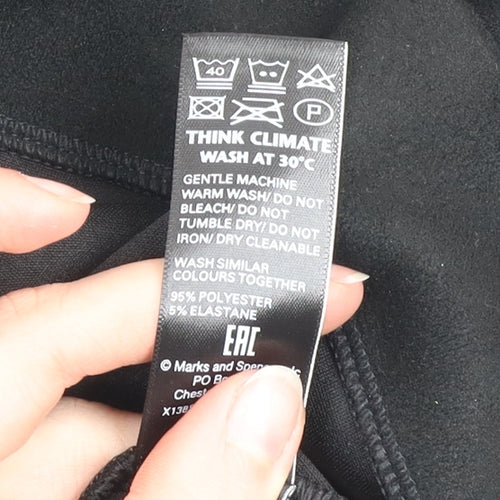 40
P
THINK CLIMATE
WASH AT 30°C
GENTLE MACHINE
WARM WASH/ DO NOT
BLEACH/ DO NOT
TUMBLE DRY/ DO NOT
IRON/ DRY CLEANABLE
WASH SIMILAR
COLOURS TOGETHER
95% POLYESTER
5% ELASTANE
EAC
© Marks and
PO